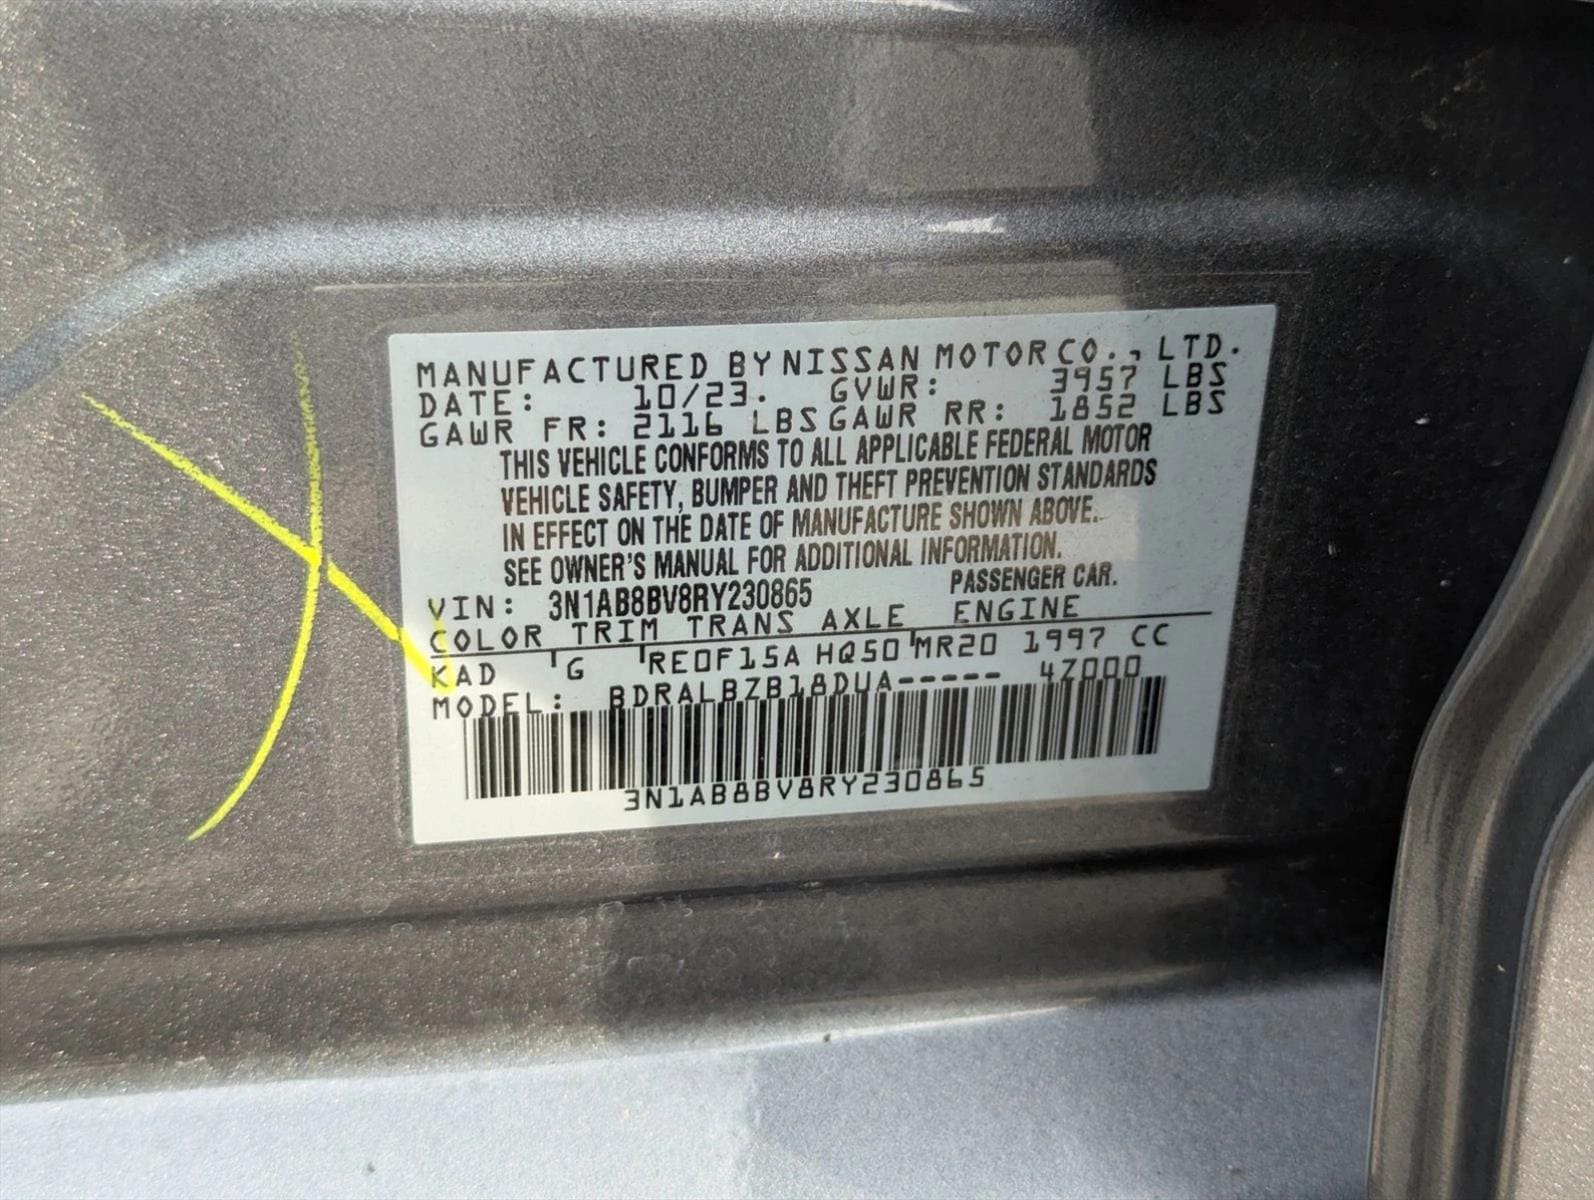 MANUFACTURED BY NISSAN MOTOR CO., LTD.
DATE: 10/23. GVWR: 3957 LBS
GAWR FR: 2116 LBS GAWR RR: 1852 LBS
THIS VEHICLE CONFORMS TO ALL APPLICABLE FEDERAL MOTOR
VEHICLE SAFETY, BUMPER AND THEFT PREVENTION STANDARDS
IN EFFECT ON THE DATE OF MANUFACTURE SHOWN ABOVE.
SEE OWNER'S MANUAL FOR ADDITIONAL INFORMATION.
VIN: 3N1AB8BV8RY230865 PASSENGER CAR.
COLOR TRIM TRANS AXLE ENGINE
KAD G RE0F15A HQ50 MR20 1997 CC
MODEL: BDRALBZB18DUA----- 4Z000
3N1AB8BV8RY230865